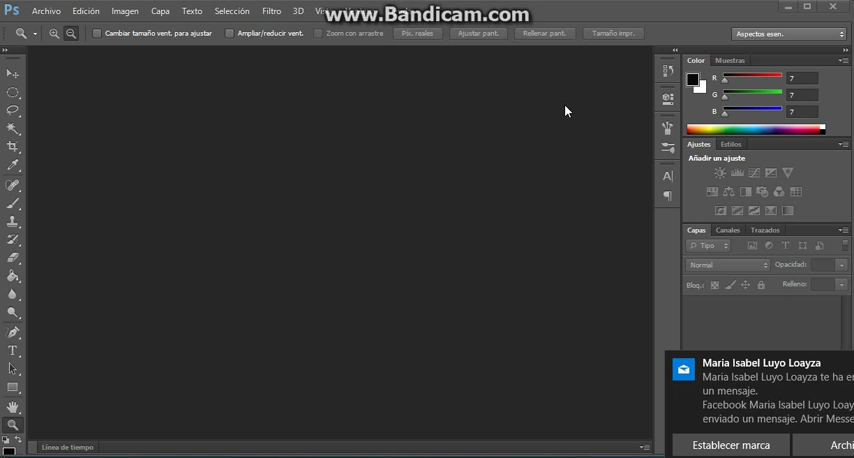 Ps Archivo Edición Imagen Capa Texto Selección Filtro 3D
www.Bandicam.com
Cambiar tamaño vent. para ajustar Ampliar/reducir vent. Zoom con arrastre Píx. reales Ajustar pant. Rellenar pant. Tamaño impr. Aspectos esen.
Color Muestras
R 7
G 7
B 7
Ajustes Estilos
Añadir un ajuste
Capas Canales Trazados
Tipo
Normal Opacidad:
Bloq.: Relleno:
Maria Isabel Luyo Loayza
Maria Isabel Luyo Loayza te ha en
un mensaje.
Facebook Maria Isabel Luyo Loay
enviado un mensaje. Abrir Messe
Establecer marca Archi
Línea de tiempo